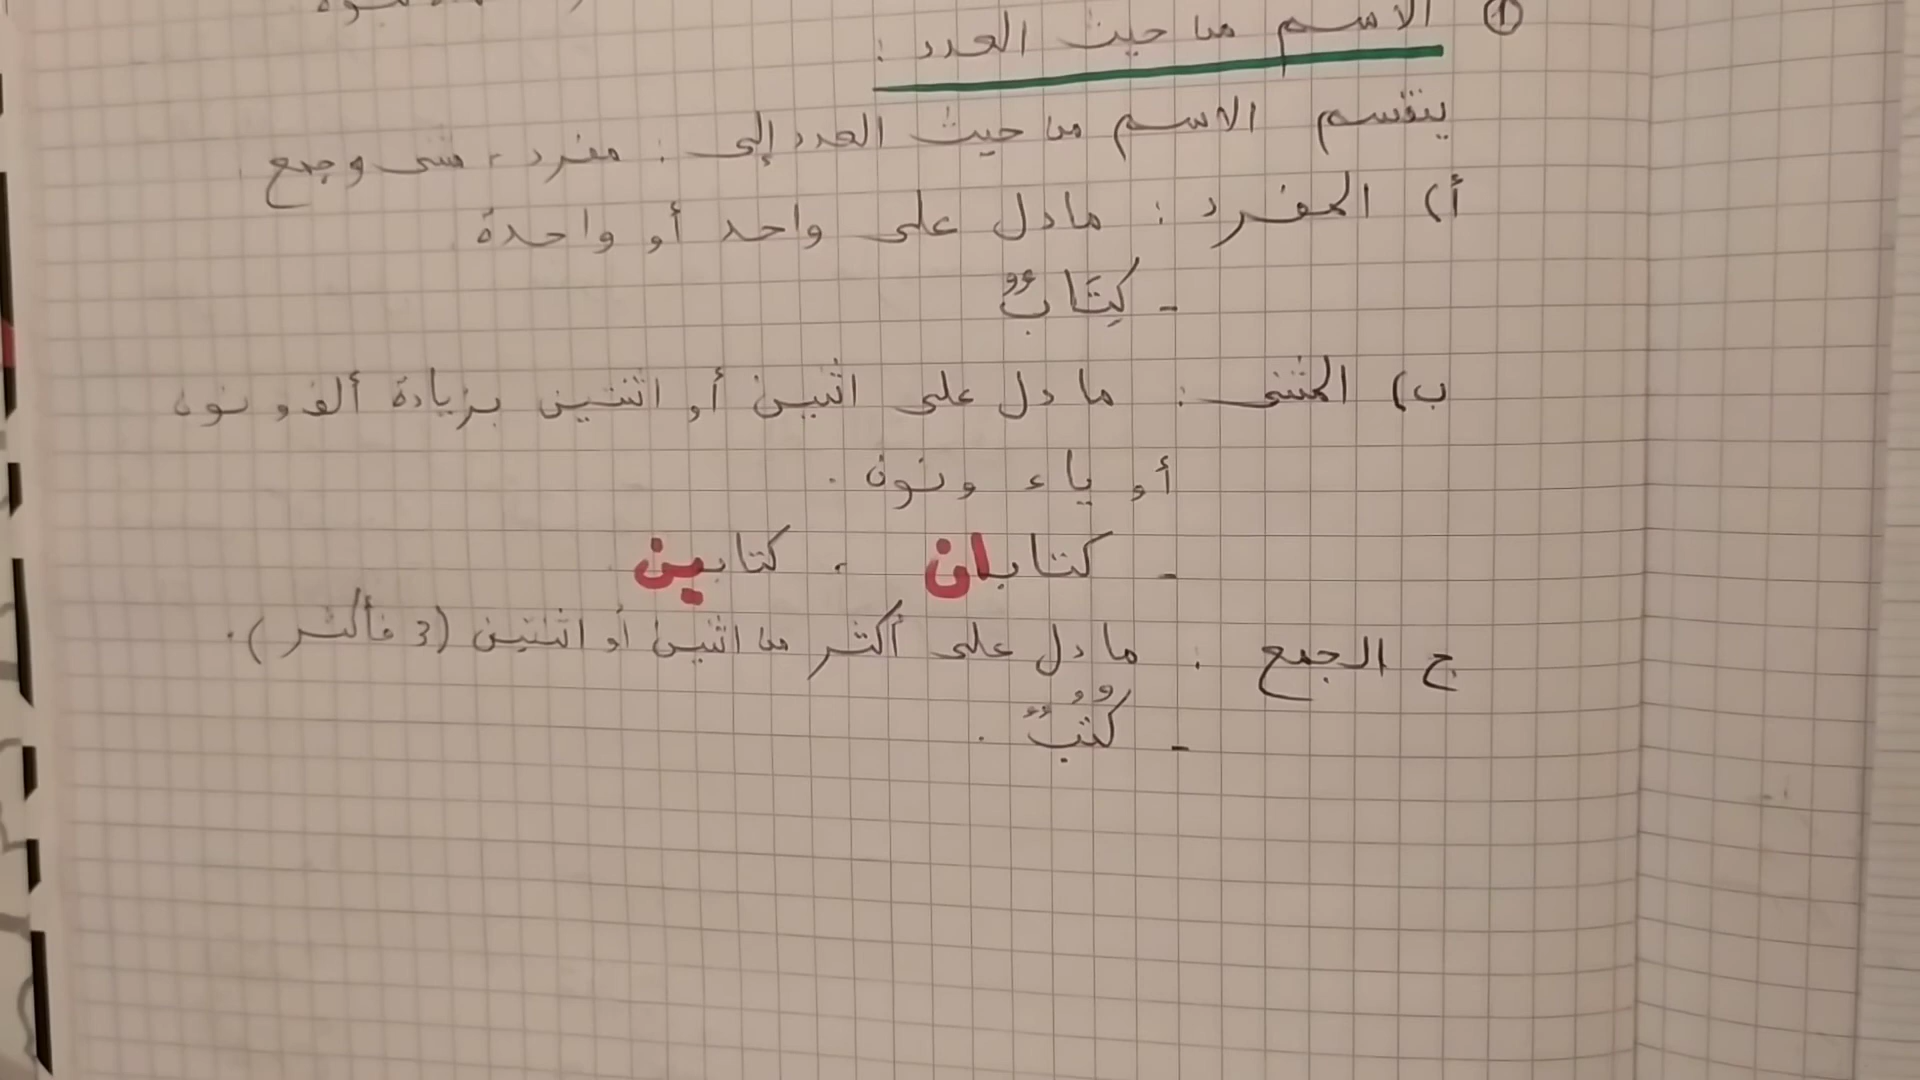 ① الاسم من حيث العدد :
ينقسم الاسم من حيث العدد إلى : مفرد ، مثنى وجمع
أ) المفرد : ما دل على واحد أو واحدة
- كِتَابٌ
ب) المثنى : ما دل على اثنين أو اثنتين بزيادة ألف و نون
أو ياء ونون .
- كتابان ، كتابين
ج الجمع : ما دل على أكثر من اثنين أو اثنتين (3 فأكثر).
- كُتُبٌ .